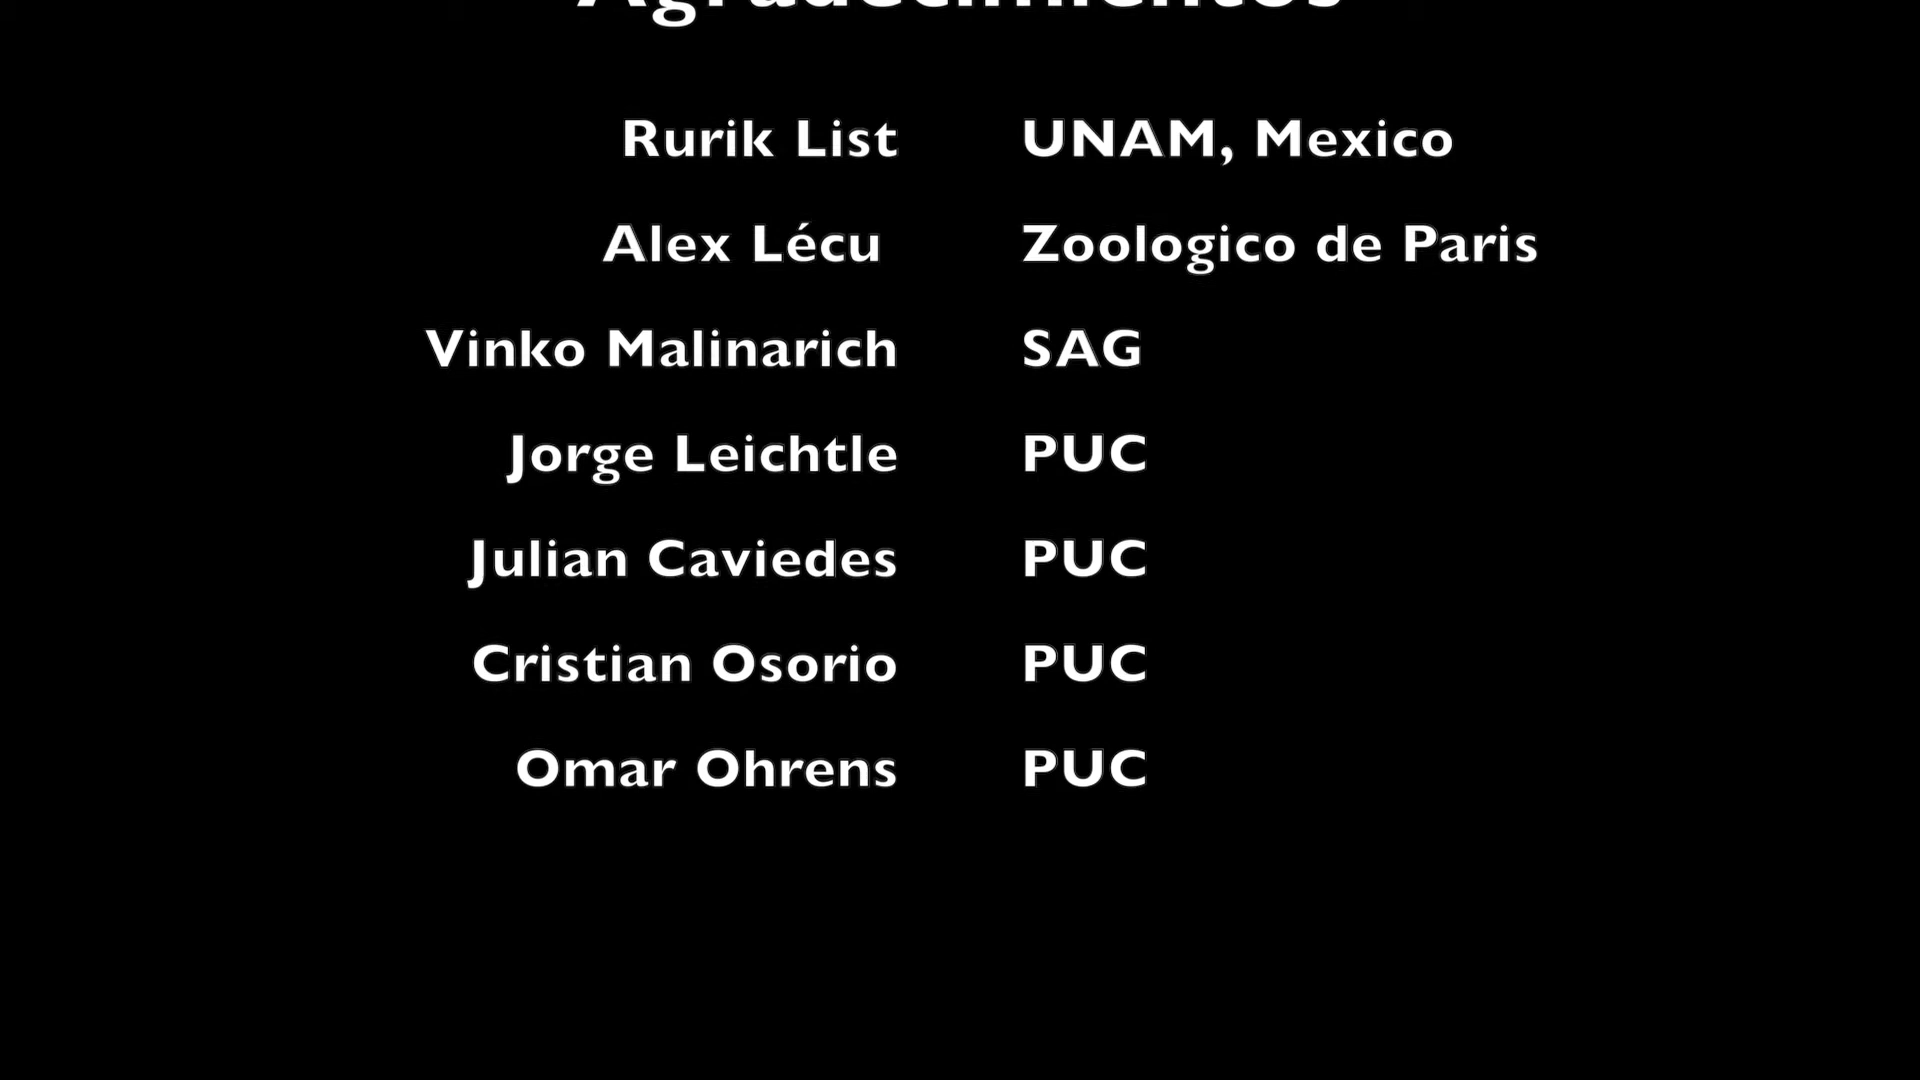 Agradecimientos
Rurik List UNAM, Mexico
Alex Lécu Zoologico de Paris
Vinko Malinarich SAG
Jorge Leichtle PUC
Julian Caviedes PUC
Cristian Osorio PUC
Omar Ohrens PUC